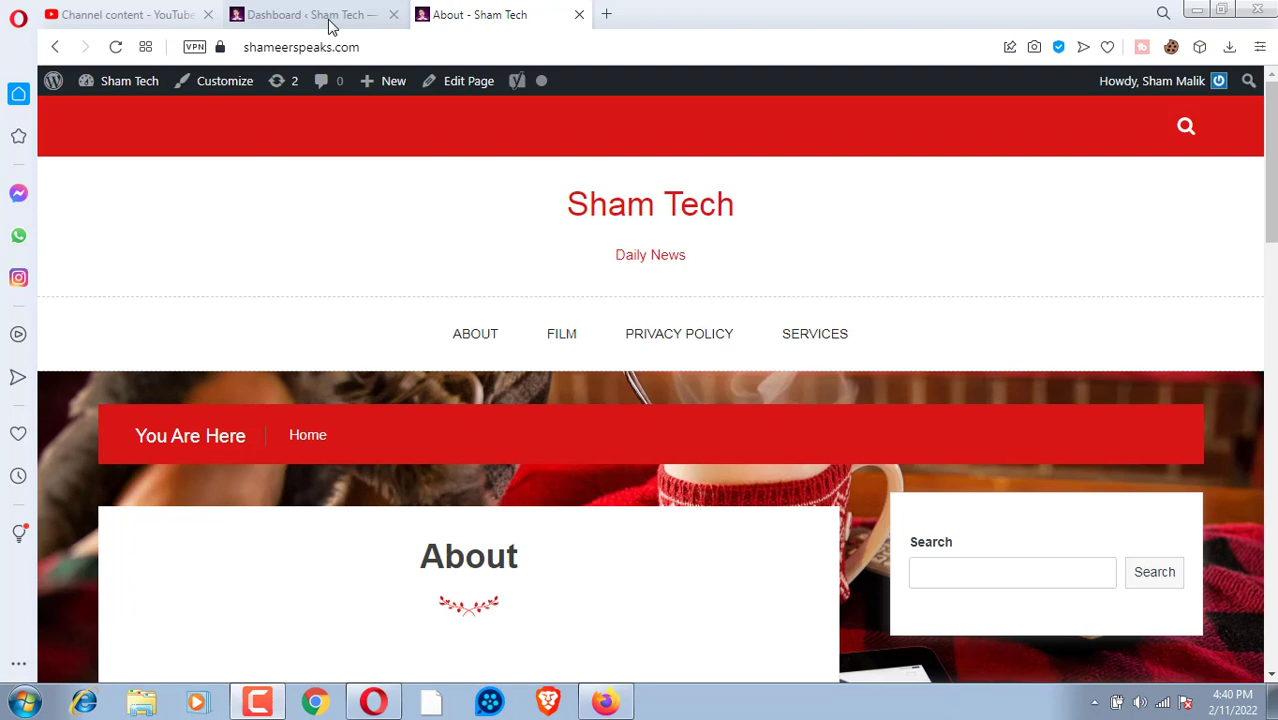 Channel content - YouTube
Dashboard ‹ Sham Tech —
About - Sham Tech
VPN
shameerspeaks.com
Sham Tech
Customize
2
0
New
Edit Page
Howdy, Sham Malik
Sham Tech
Daily News
ABOUT
FILM
PRIVACY POLICY
SERVICES
You Are Here
Home
About
Search
Search
4:40 PM
2/11/2022